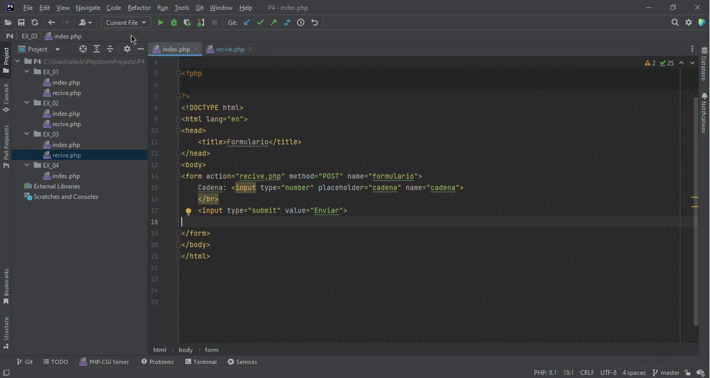 PS File Edit View Navigate Code Refactor Run Tools Git Window Help P4 - index.php
Current File Git:
P4 EX_03 index.php
Project index.php recive.php
P4 C:\Users\alexb\PhpstormProjects\P4
EX_01
index.php
recive.php
EX_02
index.php
recive.php
EX_03
index.php
recive.php
EX_04
index.php
External Libraries
Scratches and Consoles
Project
Commit
Pull Requests
Bookmarks
Structure
2 25
4
5 <?php
6
7 ?>
8 <!DOCTYPE html>
9 <html lang="en">
10 <head>
11 <title>Formulario</title>
12 </head>
13 <body>
14 <form action="recive.php" method="POST" name="formulario">
15 Cadena: <input type="number" placeholder="cadena" name="cadena">
16 </br>
17 <input type="submit" value="Enviar">
18
19 </form>
20 </body>
21 </html>
22
23
24
25
Database
Notifications
html body form
Git TODO PHP-CGI Server Problems Terminal Services
PHP: 8.1 18:1 CRLF UTF-8 4 spaces master